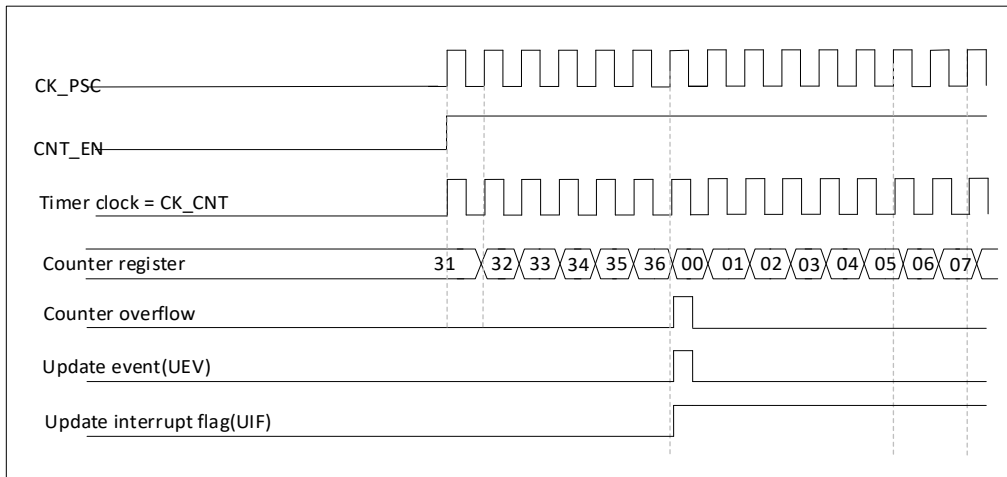 CK_PSC
CNT_EN
Timer clock = CK_CNT
Counter register 31 32 33 34 35 36 00 01 02 03 04 05 06 07
Counter overflow
Update event(UEV)
Update interrupt flag(UIF)